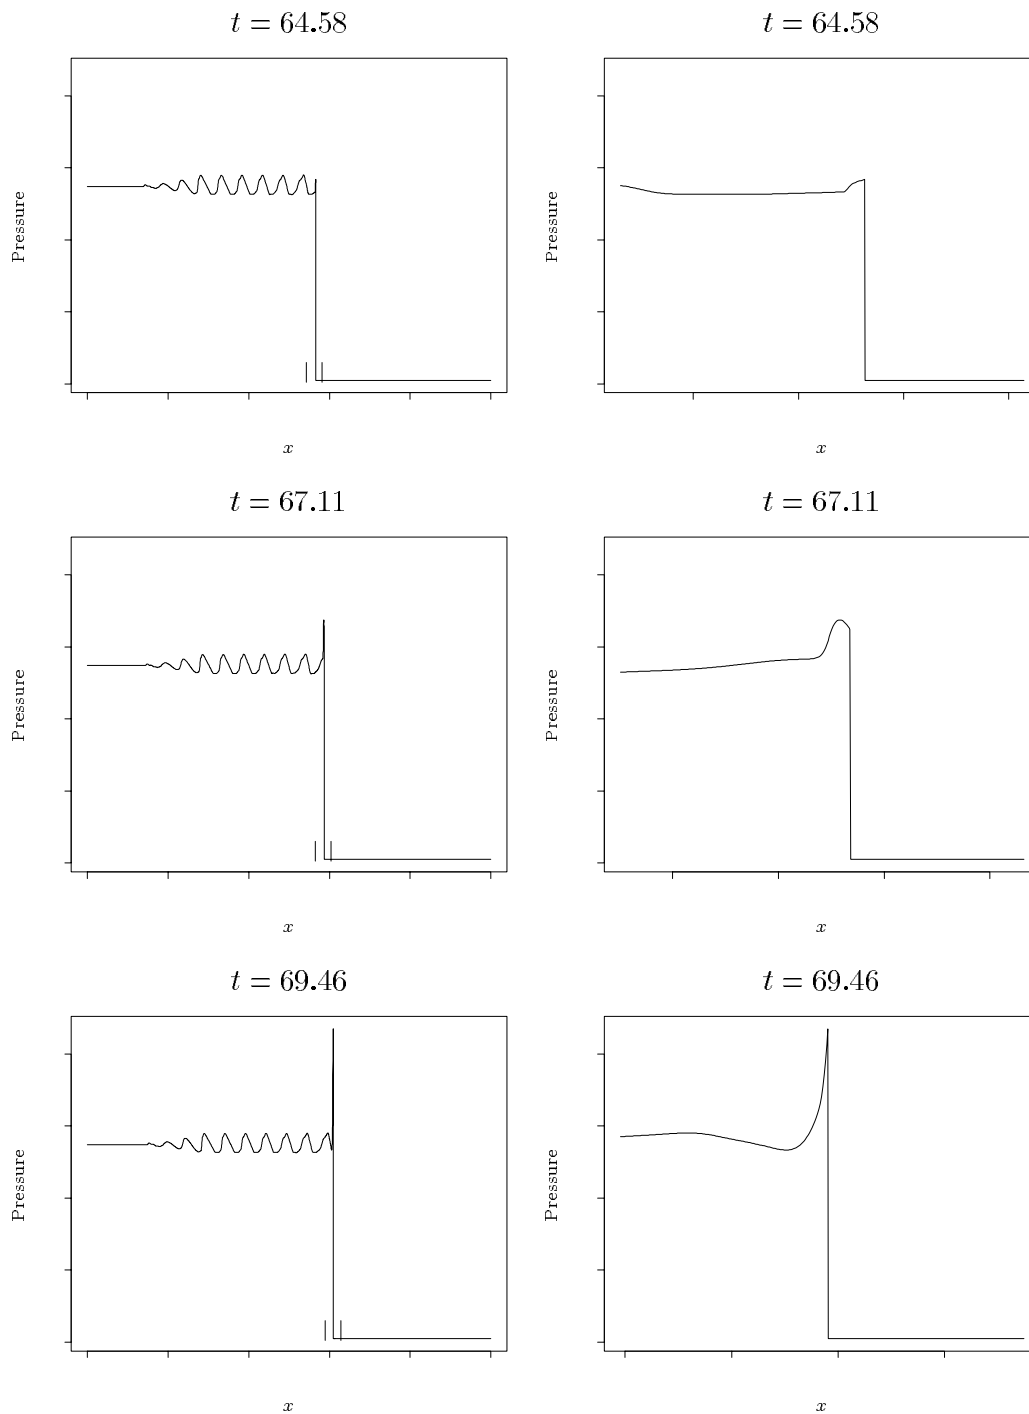 t = 64.58
t = 64.58
Pressure
Pressure
x
x
t = 67.11
t = 67.11
Pressure
Pressure
x
x
t = 69.46
t = 69.46
Pressure
Pressure
x
x